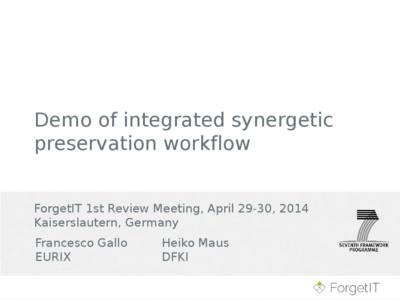 Demo of integrated synergetic
preservation workflow
ForgetIT 1st Review Meeting, April 29-30, 2014
Kaiserslautern, Germany
Francesco Gallo Heiko Maus
EURIX DFKI
SEVENTH FRAMEWORK
PROGRAMME
ForgetIT